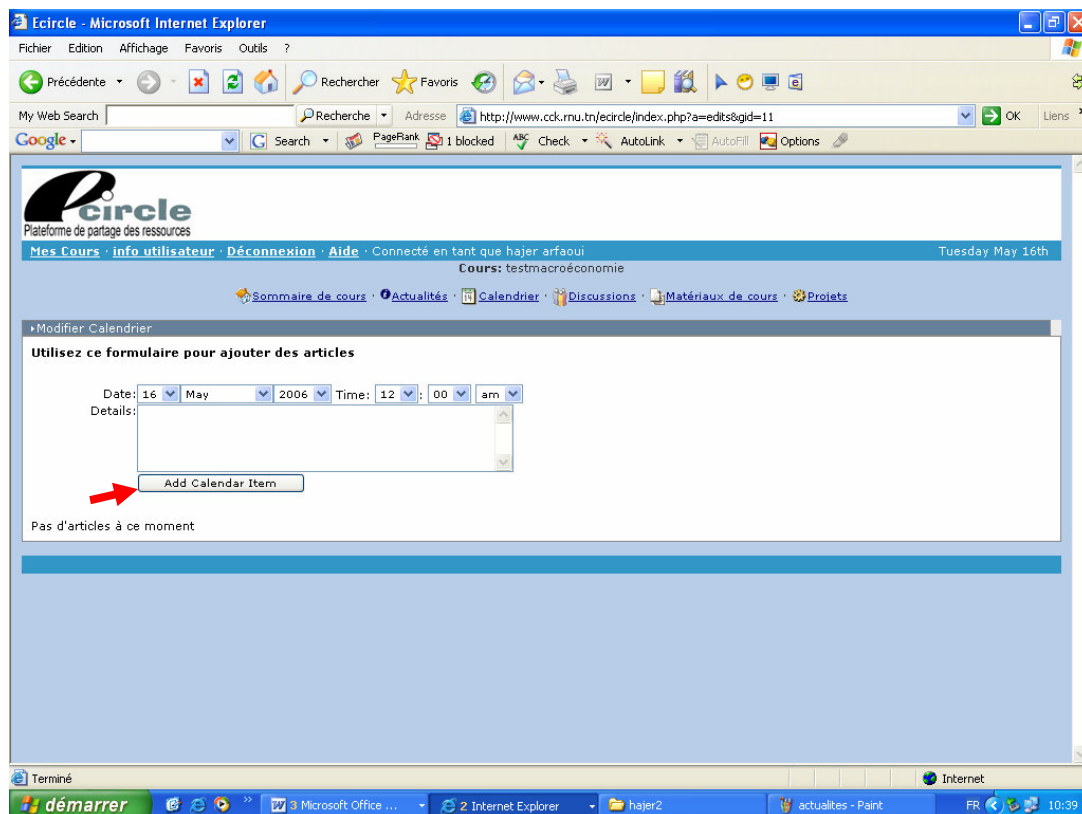 Ecircle - Microsoft Internet Explorer
Fichier Edition Affichage Favoris Outils ?
Précédente Rechercher Favoris
My Web Search Recherche Adresse http://www.cck.rnu.tn/ecircle/index.php?a=edits&gid=11 OK Liens
Google Search PageRank 1 blocked ABC Check AutoLink AutoFill Options
ecircle
Plateforme de partage des ressources
Mes Cours · info utilisateur · Déconnexion · Aide · Connecté en tant que hajer arfaoui Tuesday May 16th
Cours: testmacroéconomie
Sommaire de cours · Actualités · 14 Calendrier · Discussions · Matériaux de cours · Projets
Modifier Calendrier
Utilisez ce formulaire pour ajouter des articles
Date: 16 May 2006 Time: 12 : 00 am
Details:
Add Calendar Item
Pas d'articles à ce moment
Terminé Internet
démarrer 3 Microsoft Office ... 2 Internet Explorer hajer2 actualites - Paint FR 10:39